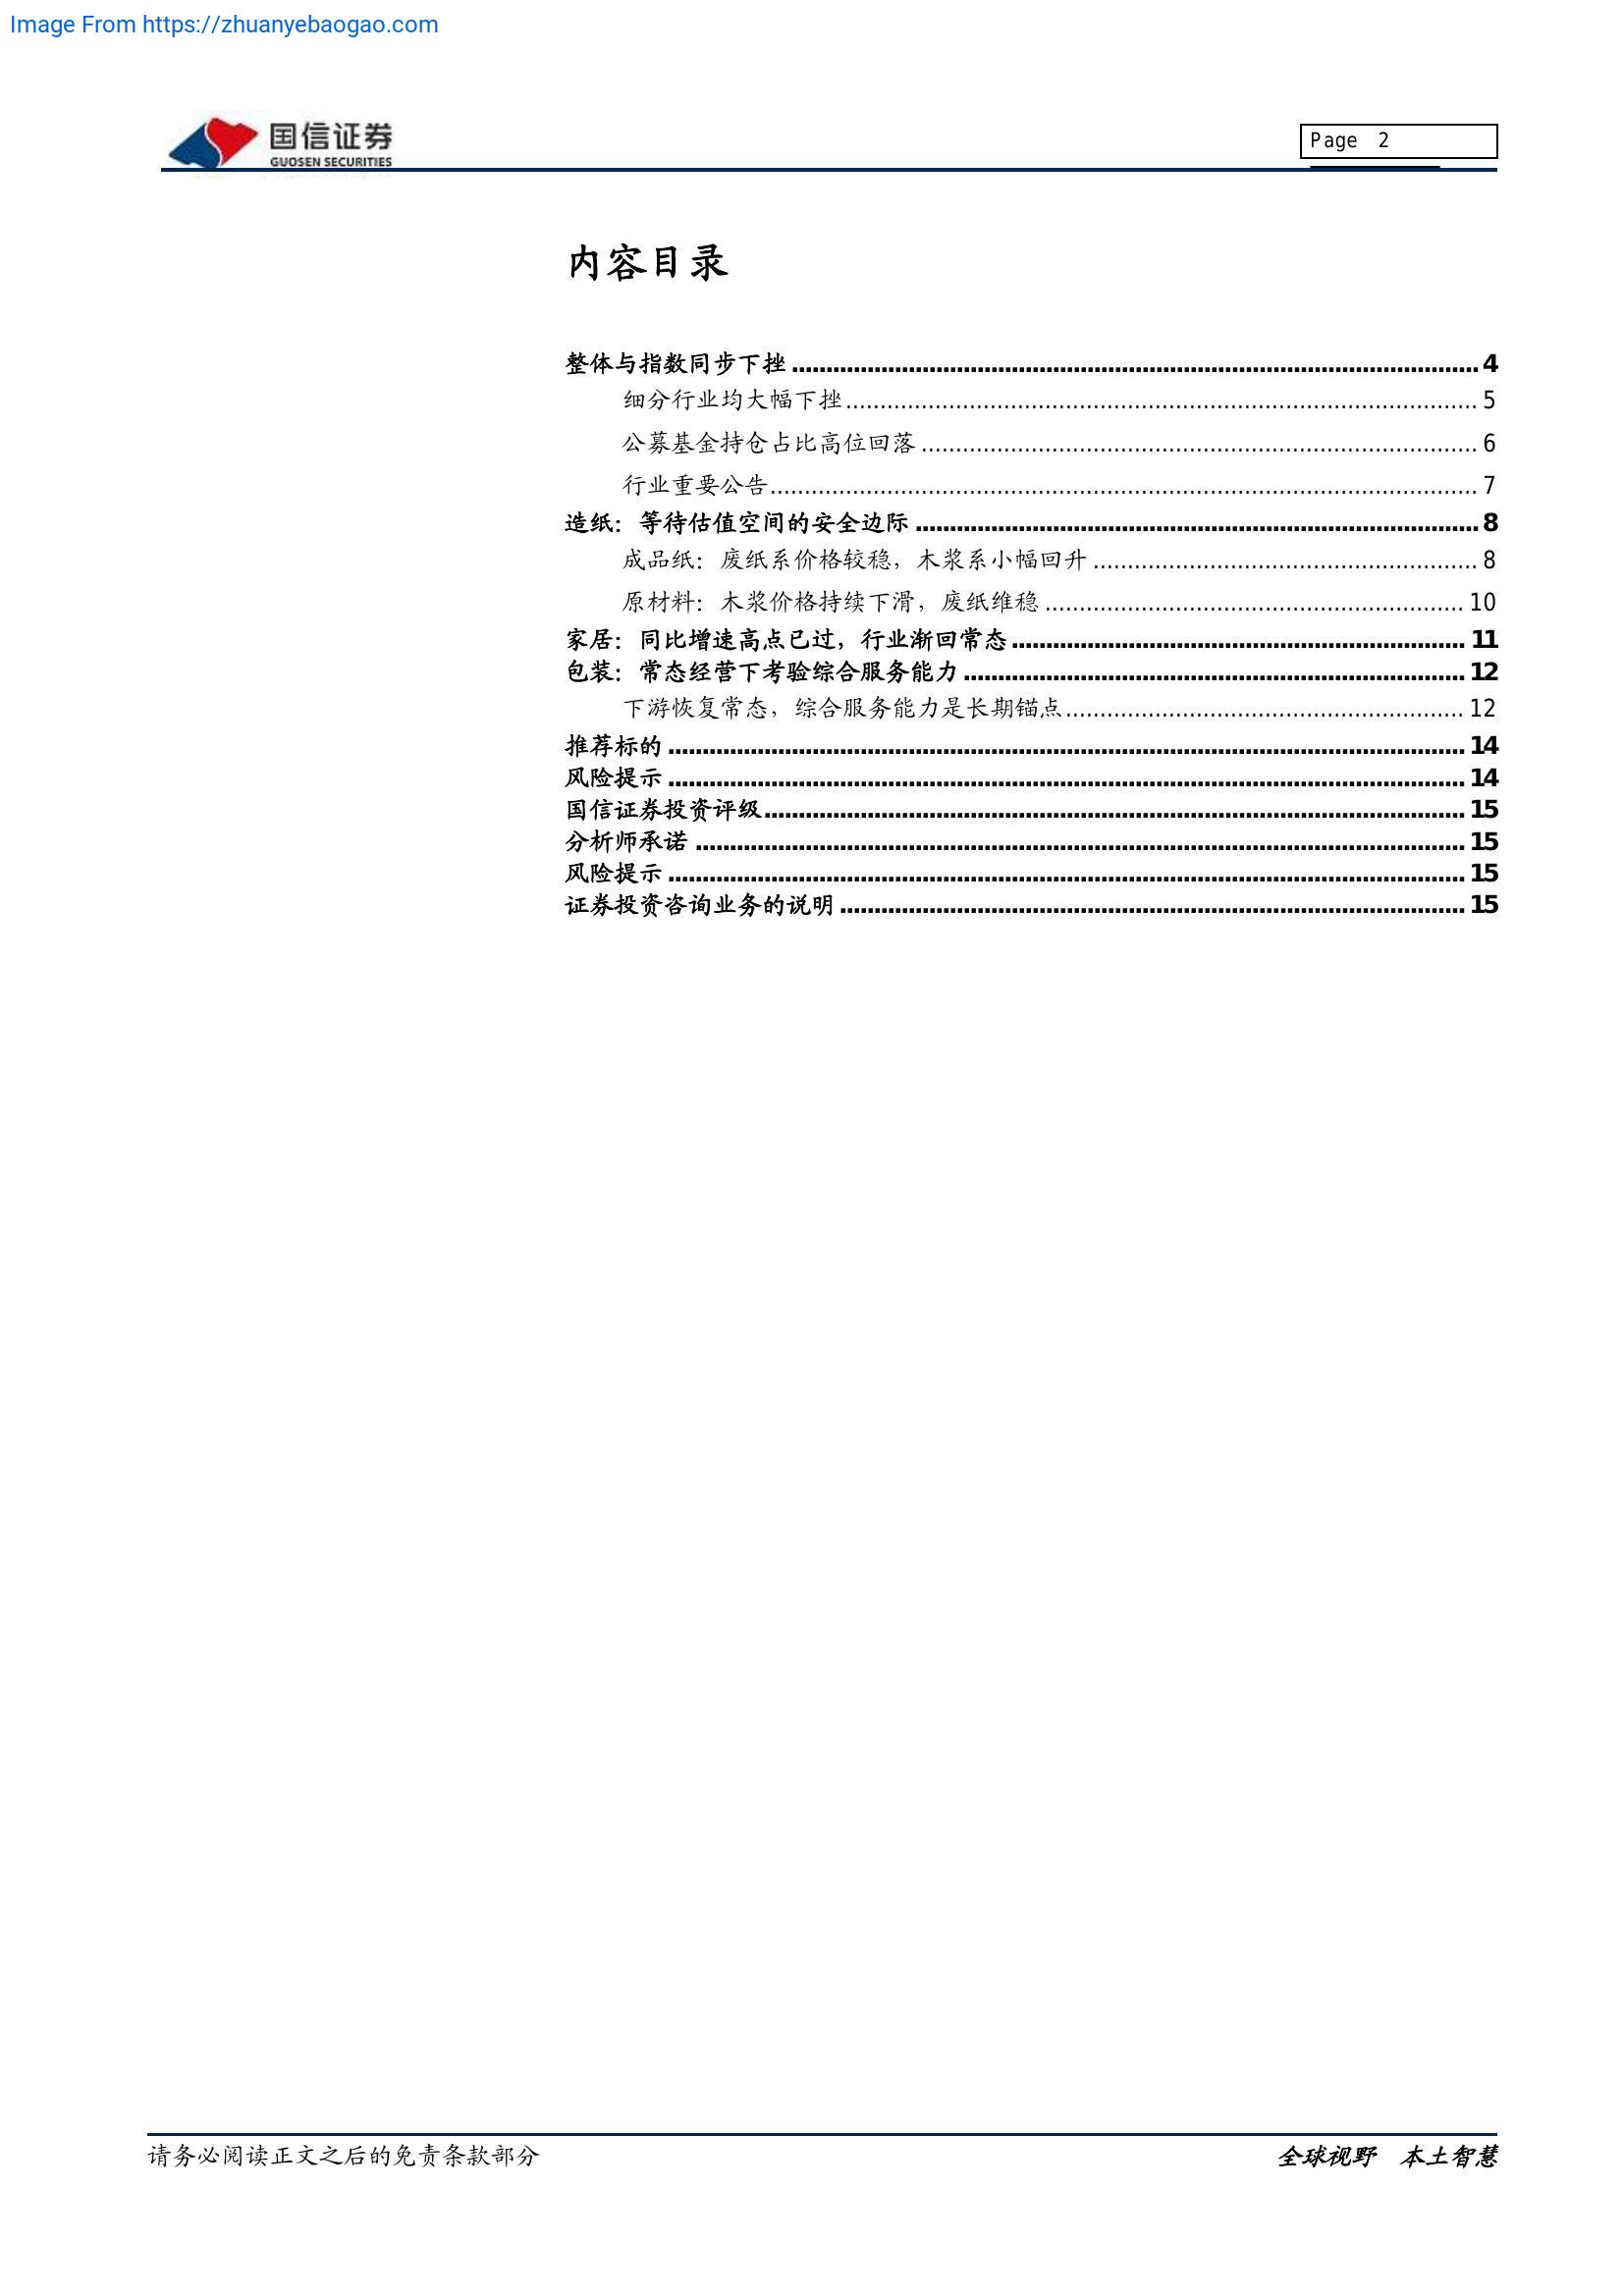 Image From https://zhuanyebaogao.com
国信证券
GUOSEN SECURITIES
Page 2
内容目录
整体与指数同步下挫 4
细分行业均大幅下挫 5
公募基金持仓占比高位回落 6
行业重要公告 7
造纸：等待估值空间的安全边际 8
成品纸：废纸系价格较稳，木浆系小幅回升 8
原材料：木浆价格持续下滑，废纸维稳 10
家居：同比增速高点已过，行业渐回常态 11
包装：常态经营下考验综合服务能力 12
下游恢复常态，综合服务能力是长期锚点 12
推荐标的 14
风险提示 14
国信证券投资评级 15
分析师承诺 15
风险提示 15
证券投资咨询业务的说明 15
请务必阅读正文之后的免责条款部分
全球视野 本土智慧